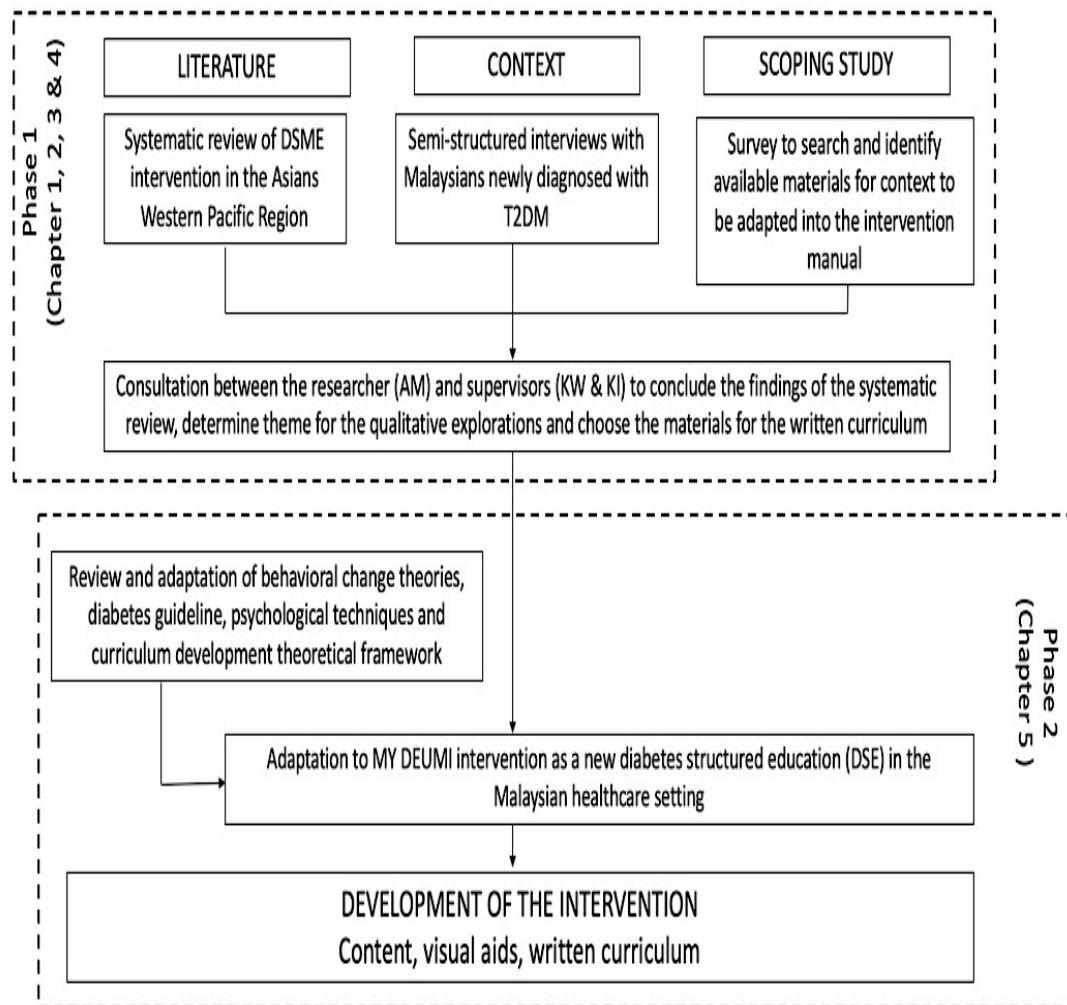 Phase 1
(Chapter 1, 2, 3 & 4)
LITERATURE
CONTEXT
SCOPING STUDY
Systematic review of DSME
intervention in the Asians
Western Pacific Region
Semi-structured interviews with
Malaysians newly diagnosed with
T2DM
Survey to search and identify
available materials for context to
be adapted into the intervention
manual
Consultation between the researcher (AM) and supervisors (KW & KI) to conclude the findings of the systematic
review, determine theme for the qualitative explorations and choose the materials for the written curriculum
Phase 2
(Chapter 5 )
Review and adaptation of behavioral change theories,
diabetes guideline, psychological techniques and
curriculum development theoretical framework
Adaptation to MY DEUMI intervention as a new diabetes structured education (DSE) in the
Malaysian healthcare setting
DEVELOPMENT OF THE INTERVENTION
Content, visual aids, written curriculum